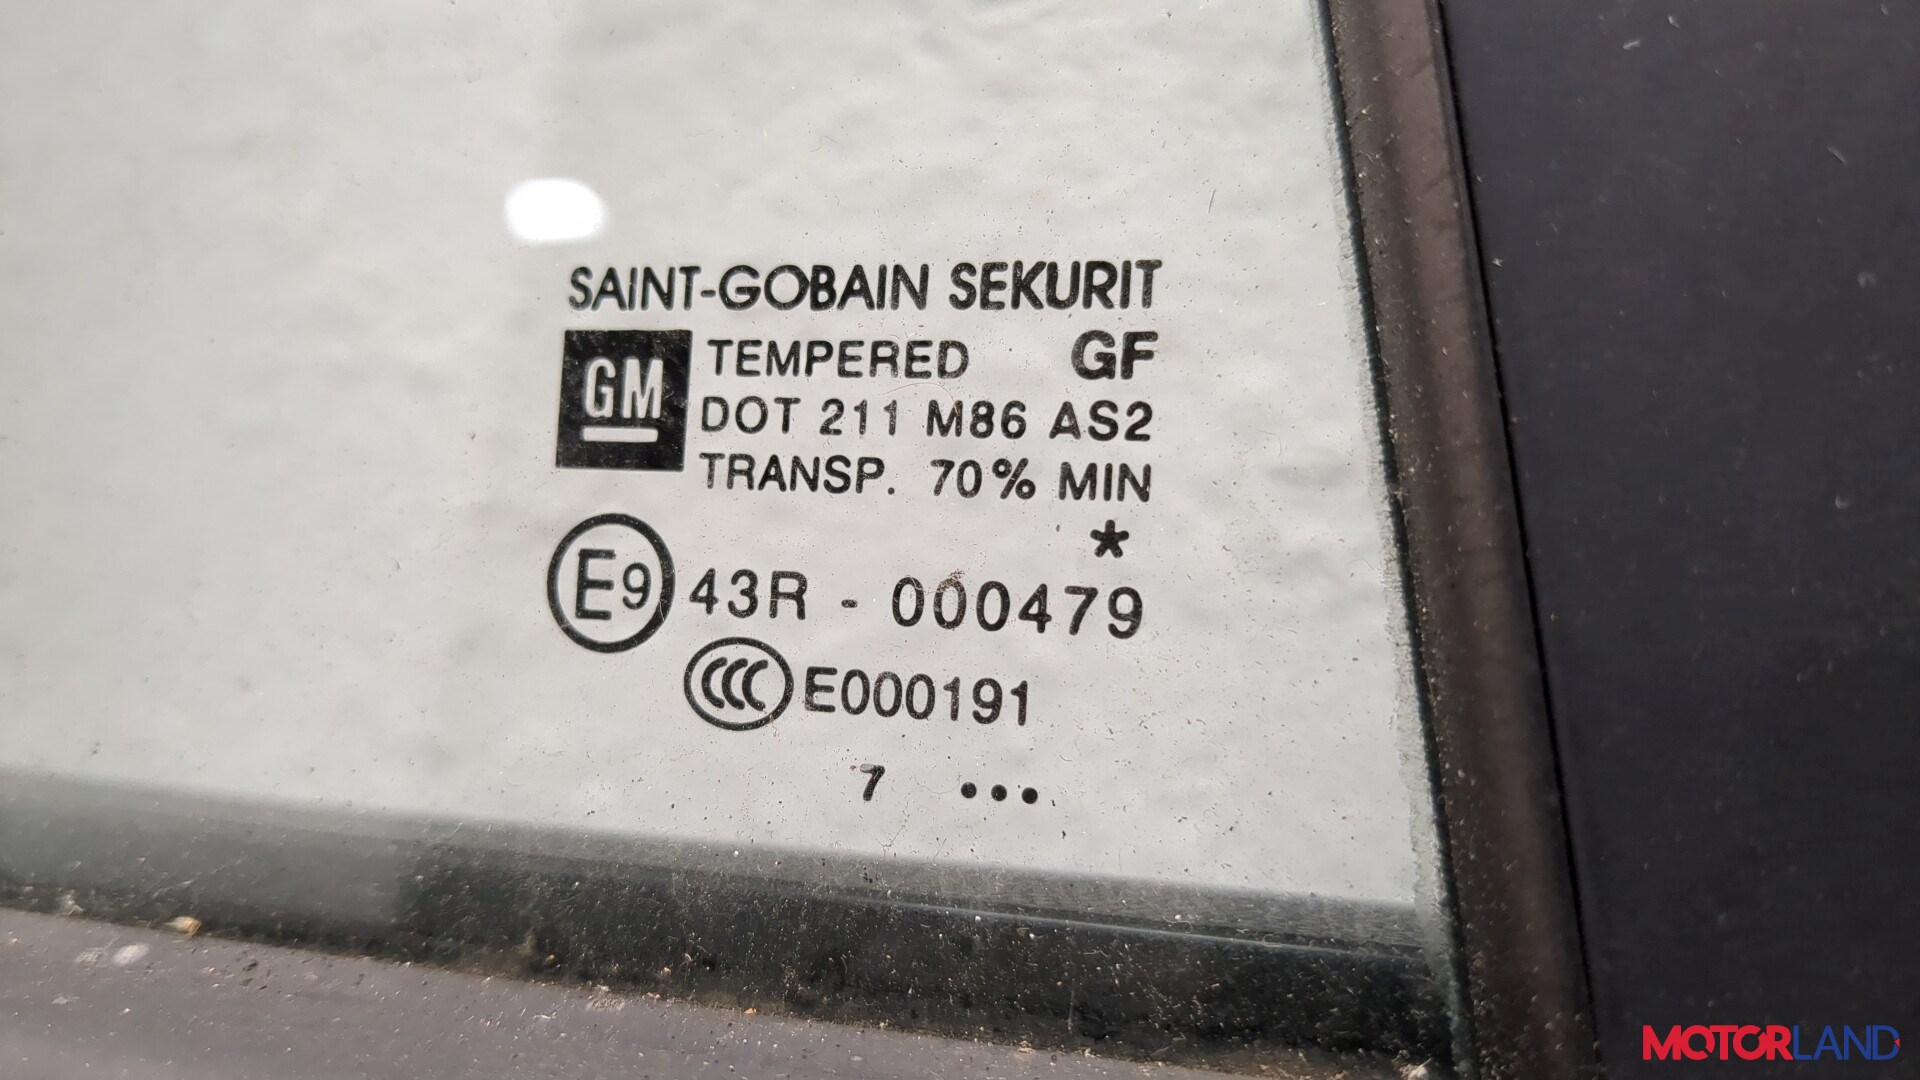 SAINT-GOBAIN SEKURIT
GM
TEMPERED GF
DOT 211 M86 AS2
TRANSP. 70% MIN
*
E9 43R - 000479
CCC E000191
7 •••
MOTORLAND